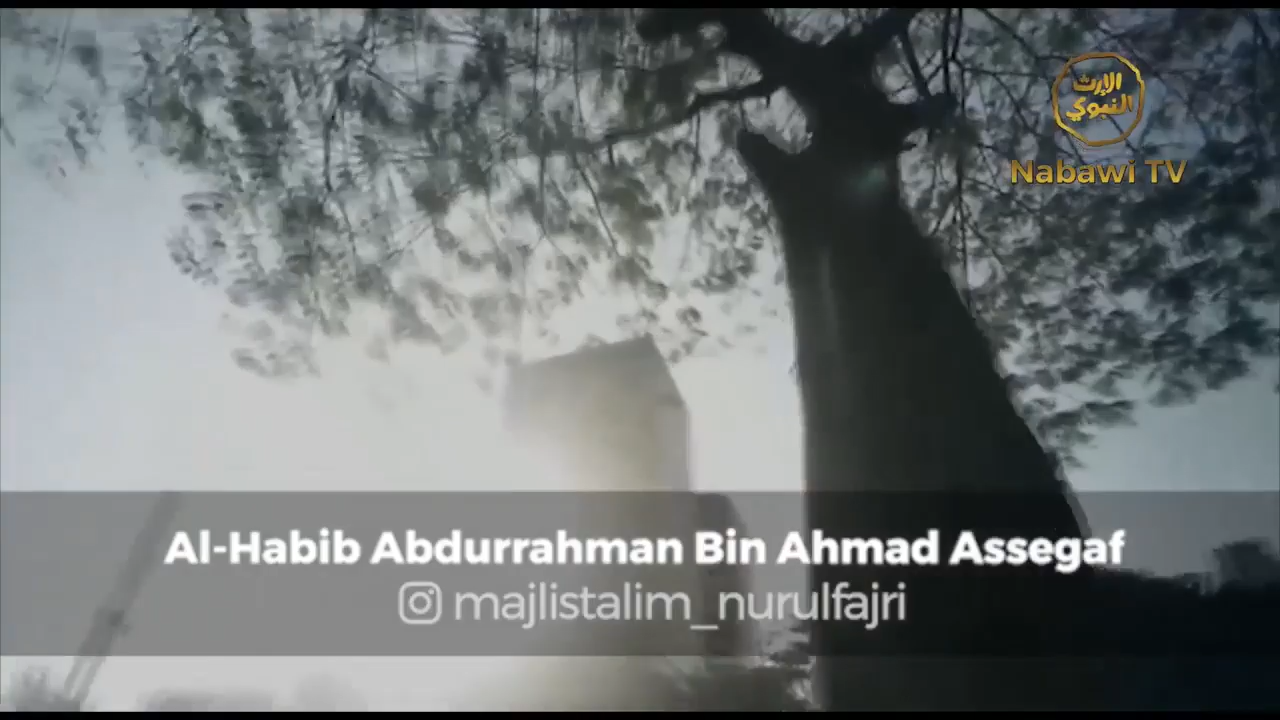 الإرث
النبوي
Nabawi TV
Al-Habib Abdurrahman Bin Ahmad Assegaf
majlistalim_nurulfajri